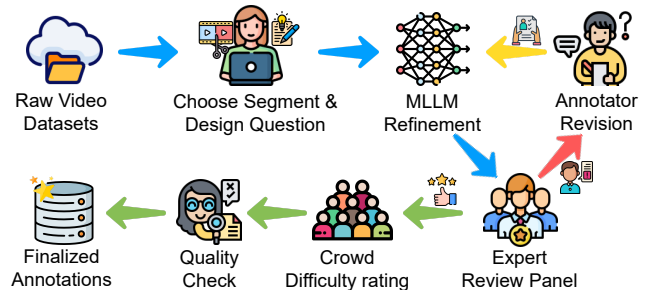 Raw Video
Datasets
Choose Segment &
Design Question
MLLM
Refinement
Annotator
Revision
Finalized
Annotations
Quality
Check
Crowd
Difficulty rating
Expert
Review Panel